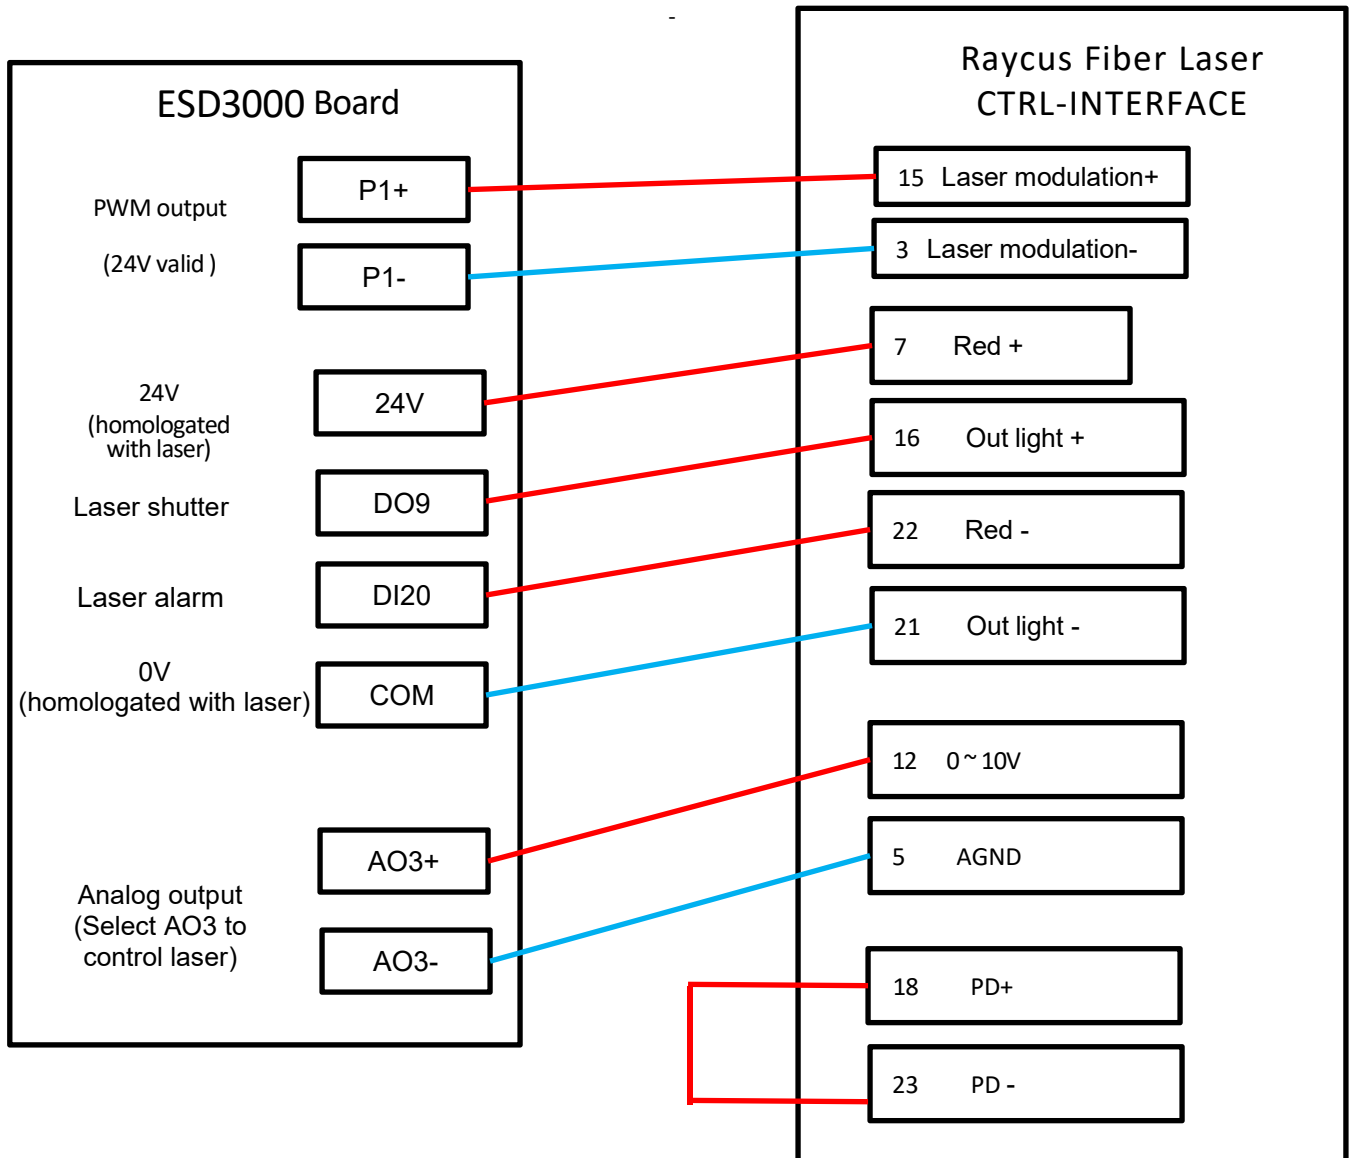 -
Raycus Fiber Laser
CTRL-INTERFACE
ESD3000 Board
PWM output
(24V valid )
P1+
P1-
24V
(homologated
with laser)
24V
Laser shutter
DO9
Laser alarm
DI20
0V
(homologated with laser)
COM
Analog output
(Select AO3 to
control laser)
AO3+
AO3-
15 Laser modulation+
3 Laser modulation-
7 Red +
16 Out light +
22 Red -
21 Out light -
12 0~10V
5 AGND
18 PD+
23 PD -